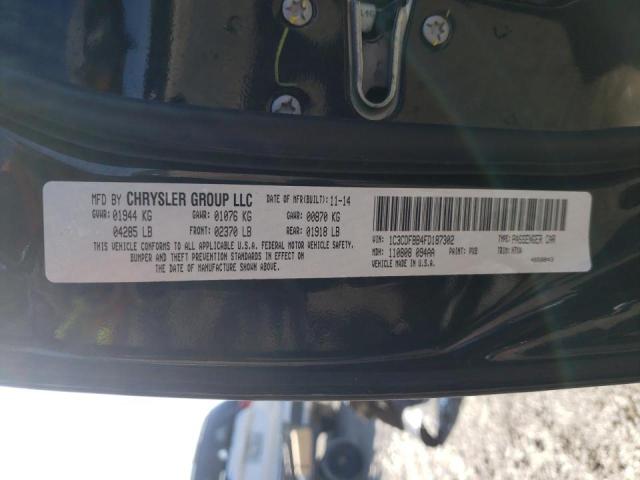 MFD BY CHRYSLER GROUP LLC DATE OF MFR(BUILT): 11-14
GVWR: 01944 KG GAWR: 01076 KG GAWR: 00870 KG
04285 LB FRONT: 02370 LB REAR: 01918 LB
THIS VEHICLE CONFORMS TO ALL APPLICABLE U.S.A. FEDERAL MOTOR VEHICLE SAFETY,
BUMPER AND THEFT PREVENTION STANDARDS IN EFFECT ON
THE DATE OF MANUFACTURE SHOWN ABOVE.
VIN: 1C3CDFBB4FD187302 TYPE: PASSENGER CAR
MDH: 110808 094AA PAINT: PXB TRIM:
MADE IN U.S.A.